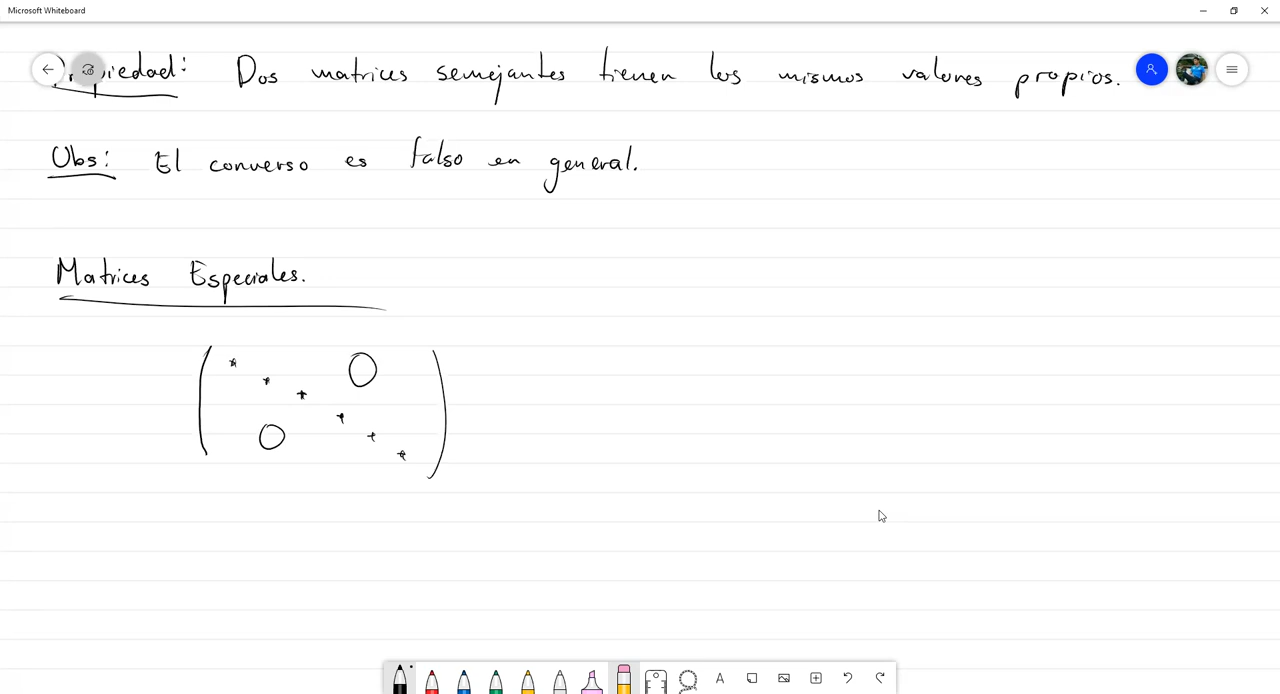 Microsoft Whiteboard
Propiedad: Dos matrices semejantes tienen los mismos valores propios.
Obs: El converso es falso en general.
Matrices Especiales.
* 0
*
*
*
0 *
*